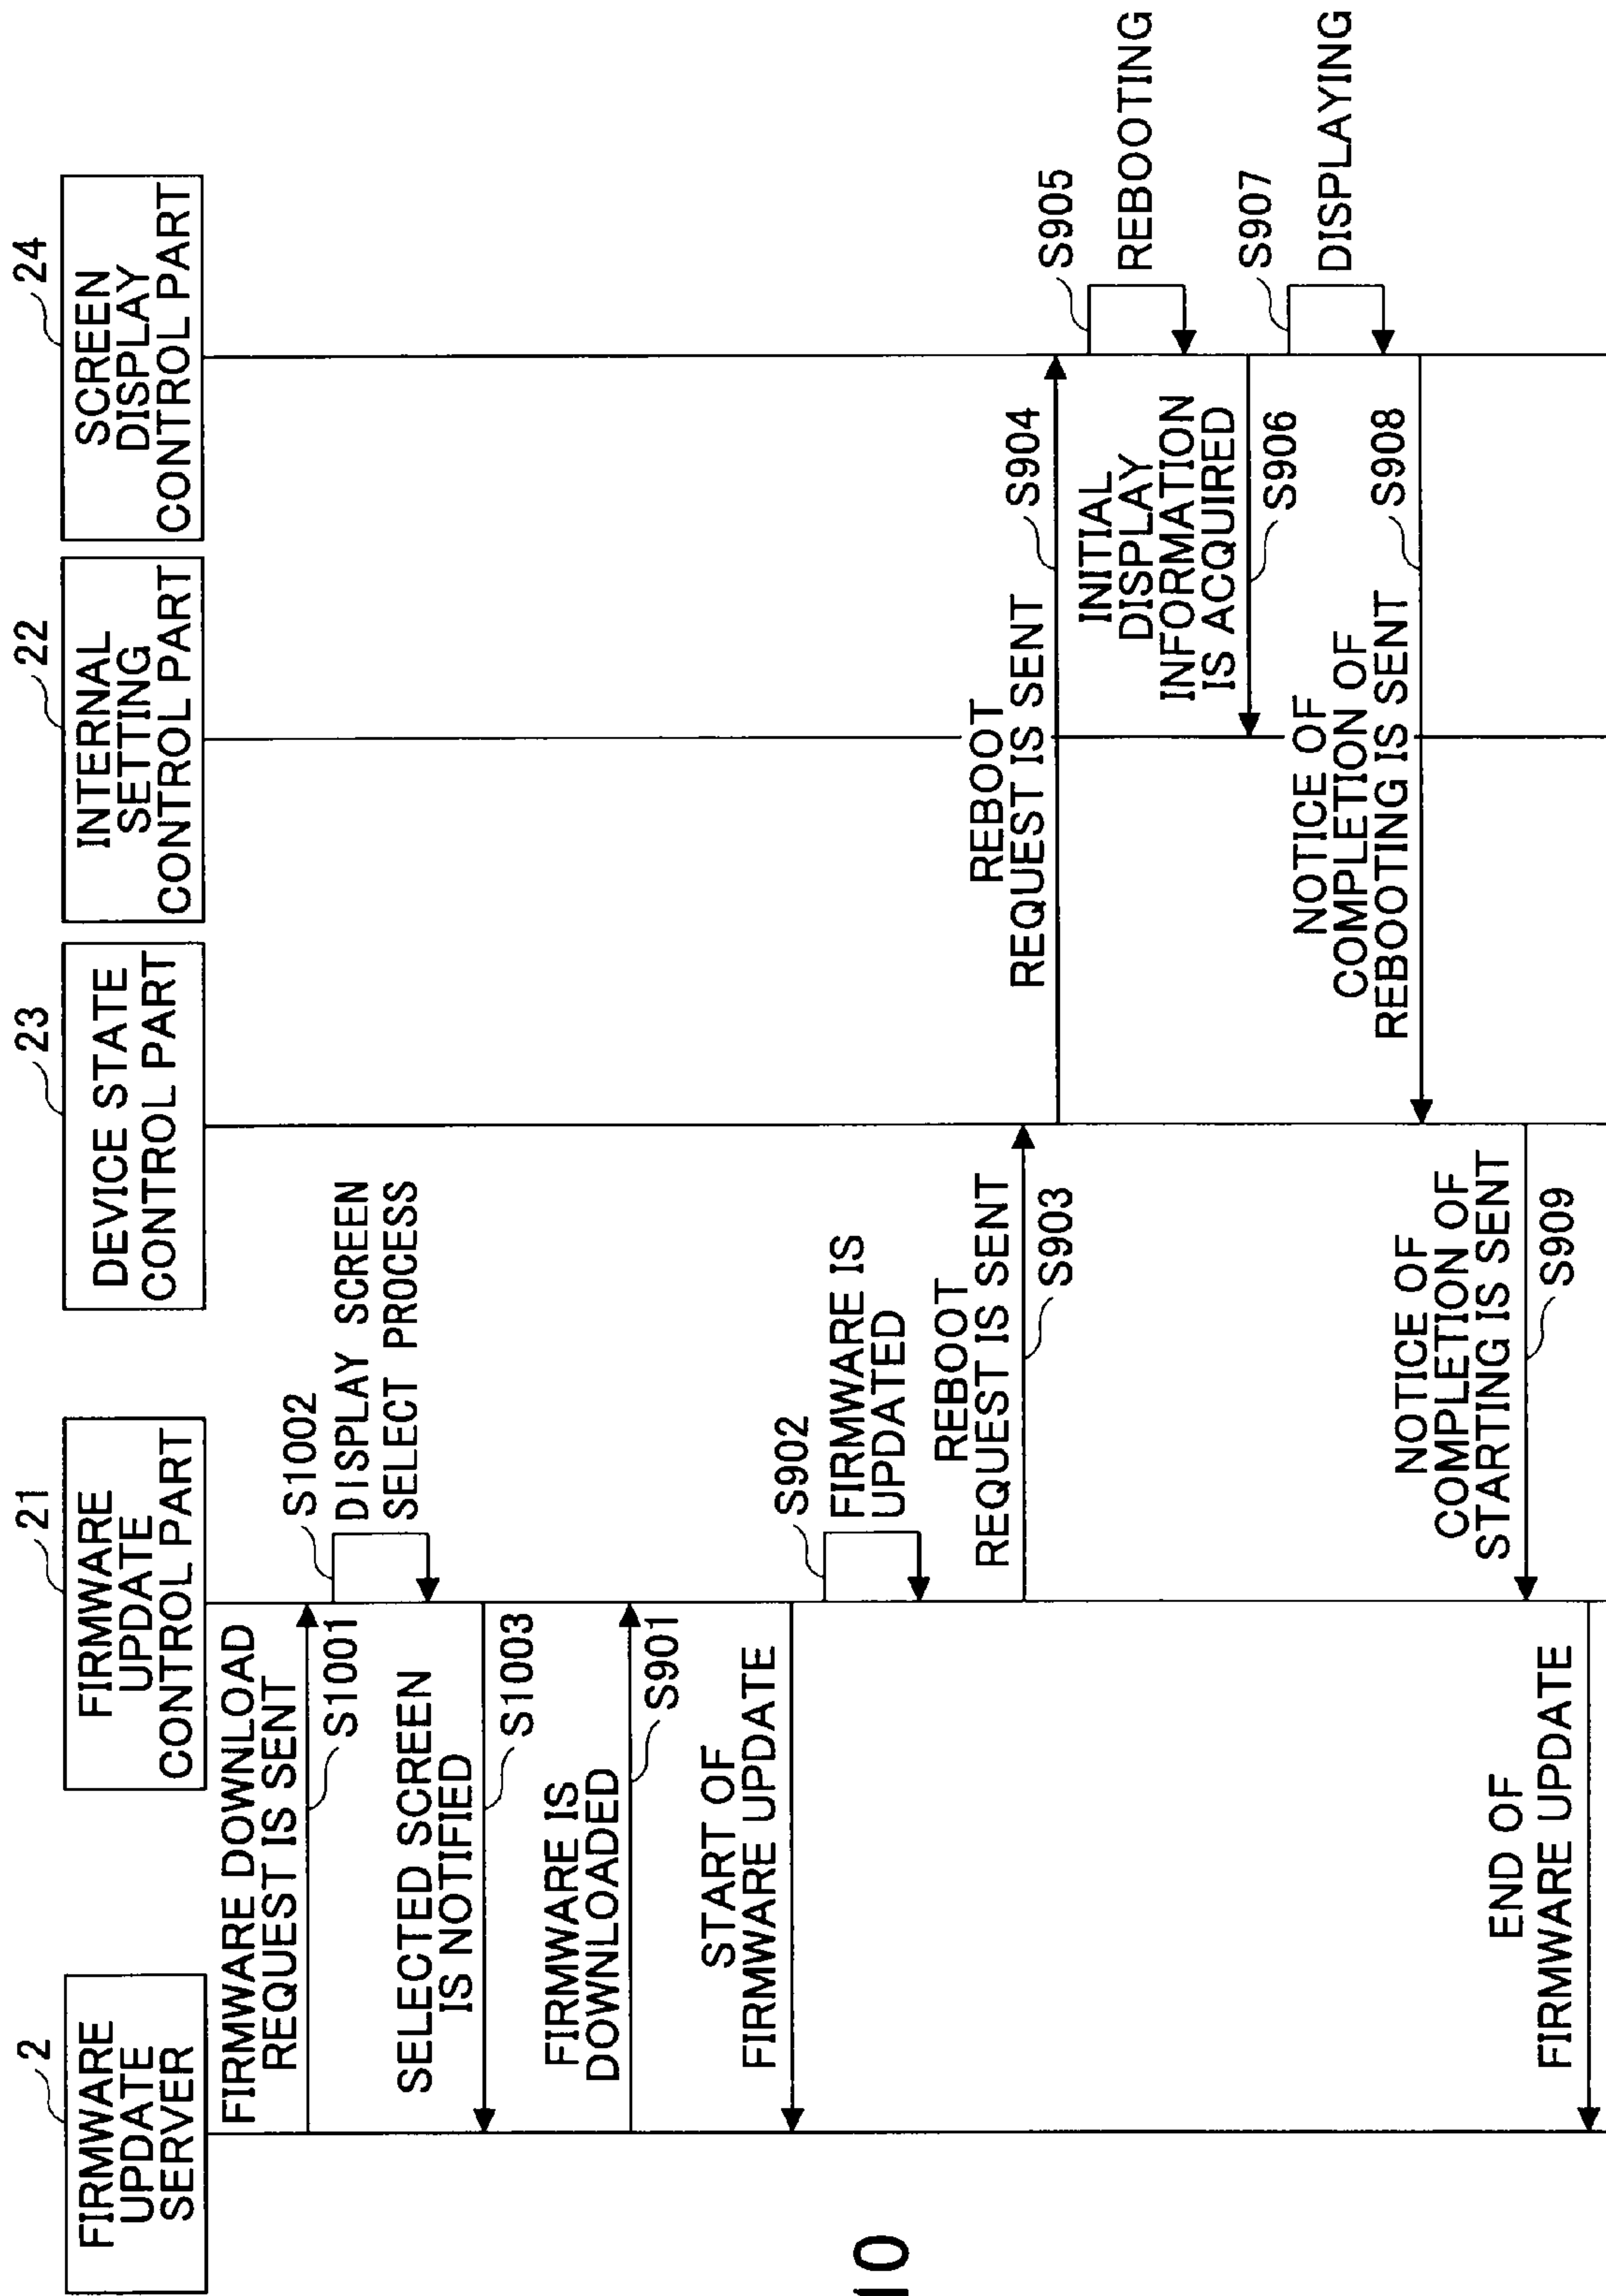 2
FIRMWARE
UPDATE
SERVER
21
FIRMWARE
UPDATE
CONTROL PART
23
DEVICE STATE
CONTROL PART
22
INTERNAL
SETTING
CONTROL PART
24
SCREEN
DISPLAY
CONTROL PART
FIRMWARE DOWNLOAD
REQUEST IS SENT
S1001
S1002
DISPLAY SCREEN
SELECT PROCESS
SELECTED SCREEN
IS NOTIFIED
S1003
FIRMWARE IS
DOWNLOADED
S901
START OF
FIRMWARE UPDATE
S902
FIRMWARE IS
UPDATED
REBOOT
REQUEST IS SENT
S903
REBOOT
REQUEST IS SENT
S904
S905
REBOOTING
INITIAL
DISPLAY
INFORMATION
IS ACQUIRED
S906
S907
DISPLAYING
NOTICE OF
COMPLETION OF
REBOOTING IS SENT
S908
NOTICE OF
COMPLETION OF
STARTING IS SENT
S909
END OF
FIRMWARE UPDATE
10